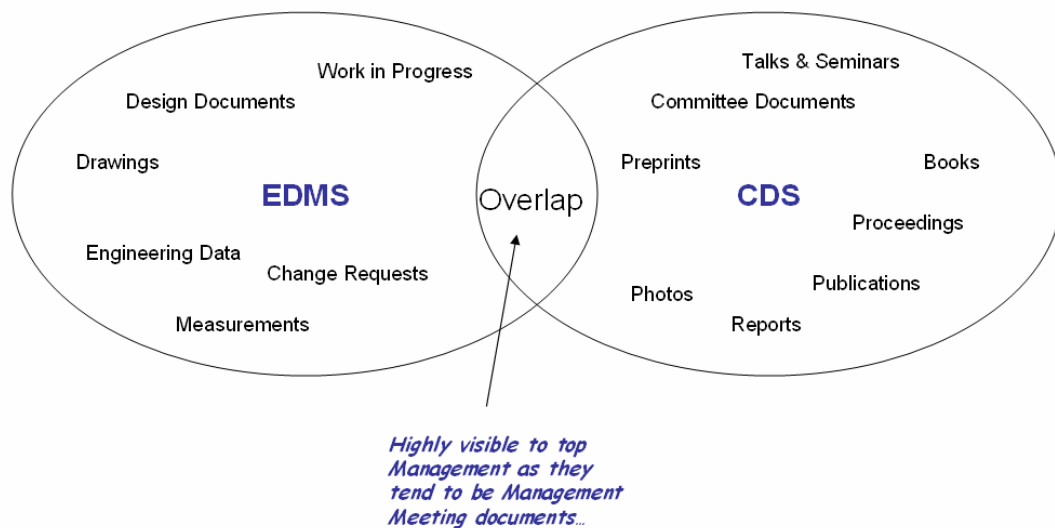 Work in Progress
Design Documents
Drawings
EDMS
Engineering Data
Change Requests
Measurements
Overlap
Talks & Seminars
Committee Documents
Preprints
Books
CDS
Proceedings
Publications
Photos
Reports
Highly visible to top
Management as they
tend to be Management
Meeting documents…